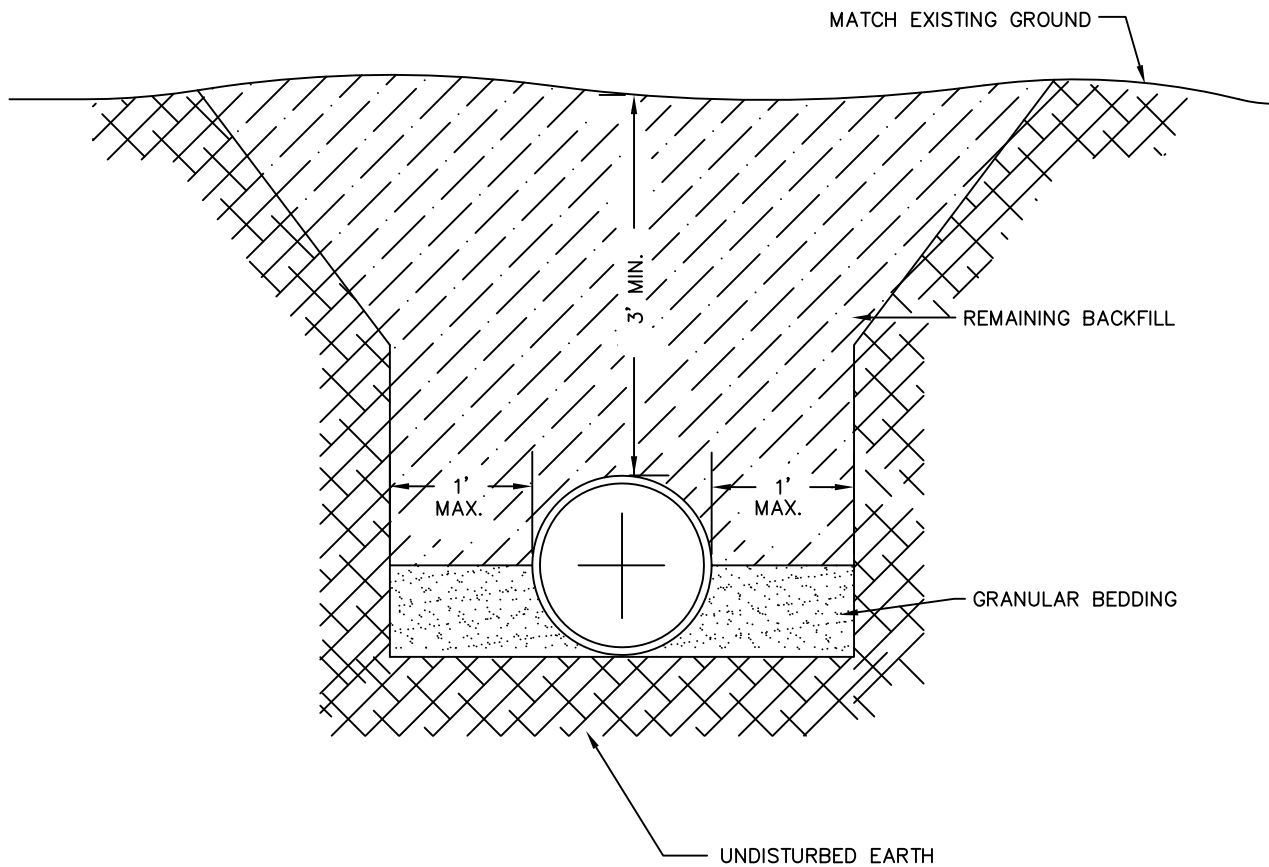 MATCH EXISTING GROUND
3' MIN.
REMAINING BACKFILL
1'
MAX.
1'
MAX.
GRANULAR BEDDING
UNDISTURBED EARTH